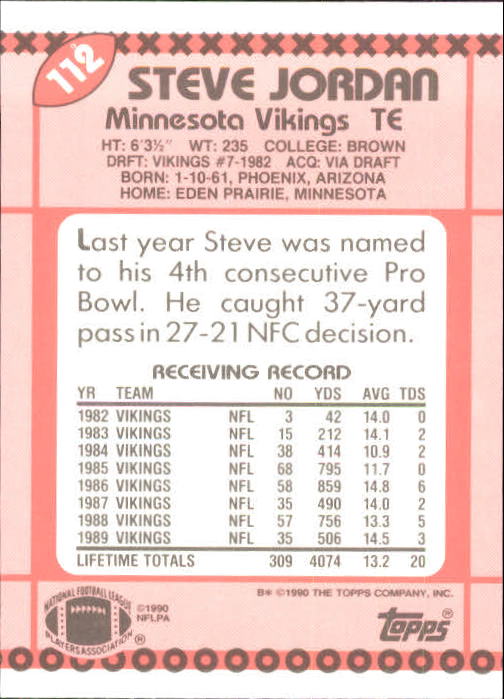 112
STEVE JORDAN
Minnesota Vikings TE
HT: 6'3½" WT: 235 COLLEGE: BROWN
DRFT: VIKINGS #7-1982 ACQ: VIA DRAFT
BORN: 1-10-61, PHOENIX, ARIZONA
HOME: EDEN PRAIRIE, MINNESOTA
Last year Steve was named
to his 4th consecutive Pro
Bowl. He caught 37-yard
pass in 27-21 NFC decision.
RECEIVING RECORD
YR TEAM NO YDS AVG TDS
1982 VIKINGS NFL 3 42 14.0 0
1983 VIKINGS NFL 15 212 14.1 2
1984 VIKINGS NFL 38 414 10.9 2
1985 VIKINGS NFL 68 795 11.7 0
1986 VIKINGS NFL 58 859 14.8 6
1987 VIKINGS NFL 35 490 14.0 2
1988 VIKINGS NFL 57 756 13.3 5
1989 VIKINGS NFL 35 506 14.5 3
LIFETIME TOTALS 309 4074 13.2 20
B* ©1990 THE TOPPS COMPANY, INC.
NATIONAL FOOTBALL LEAGUE
PLAYERS ASSOCIATION ®
©1990
NFLPA
topps®